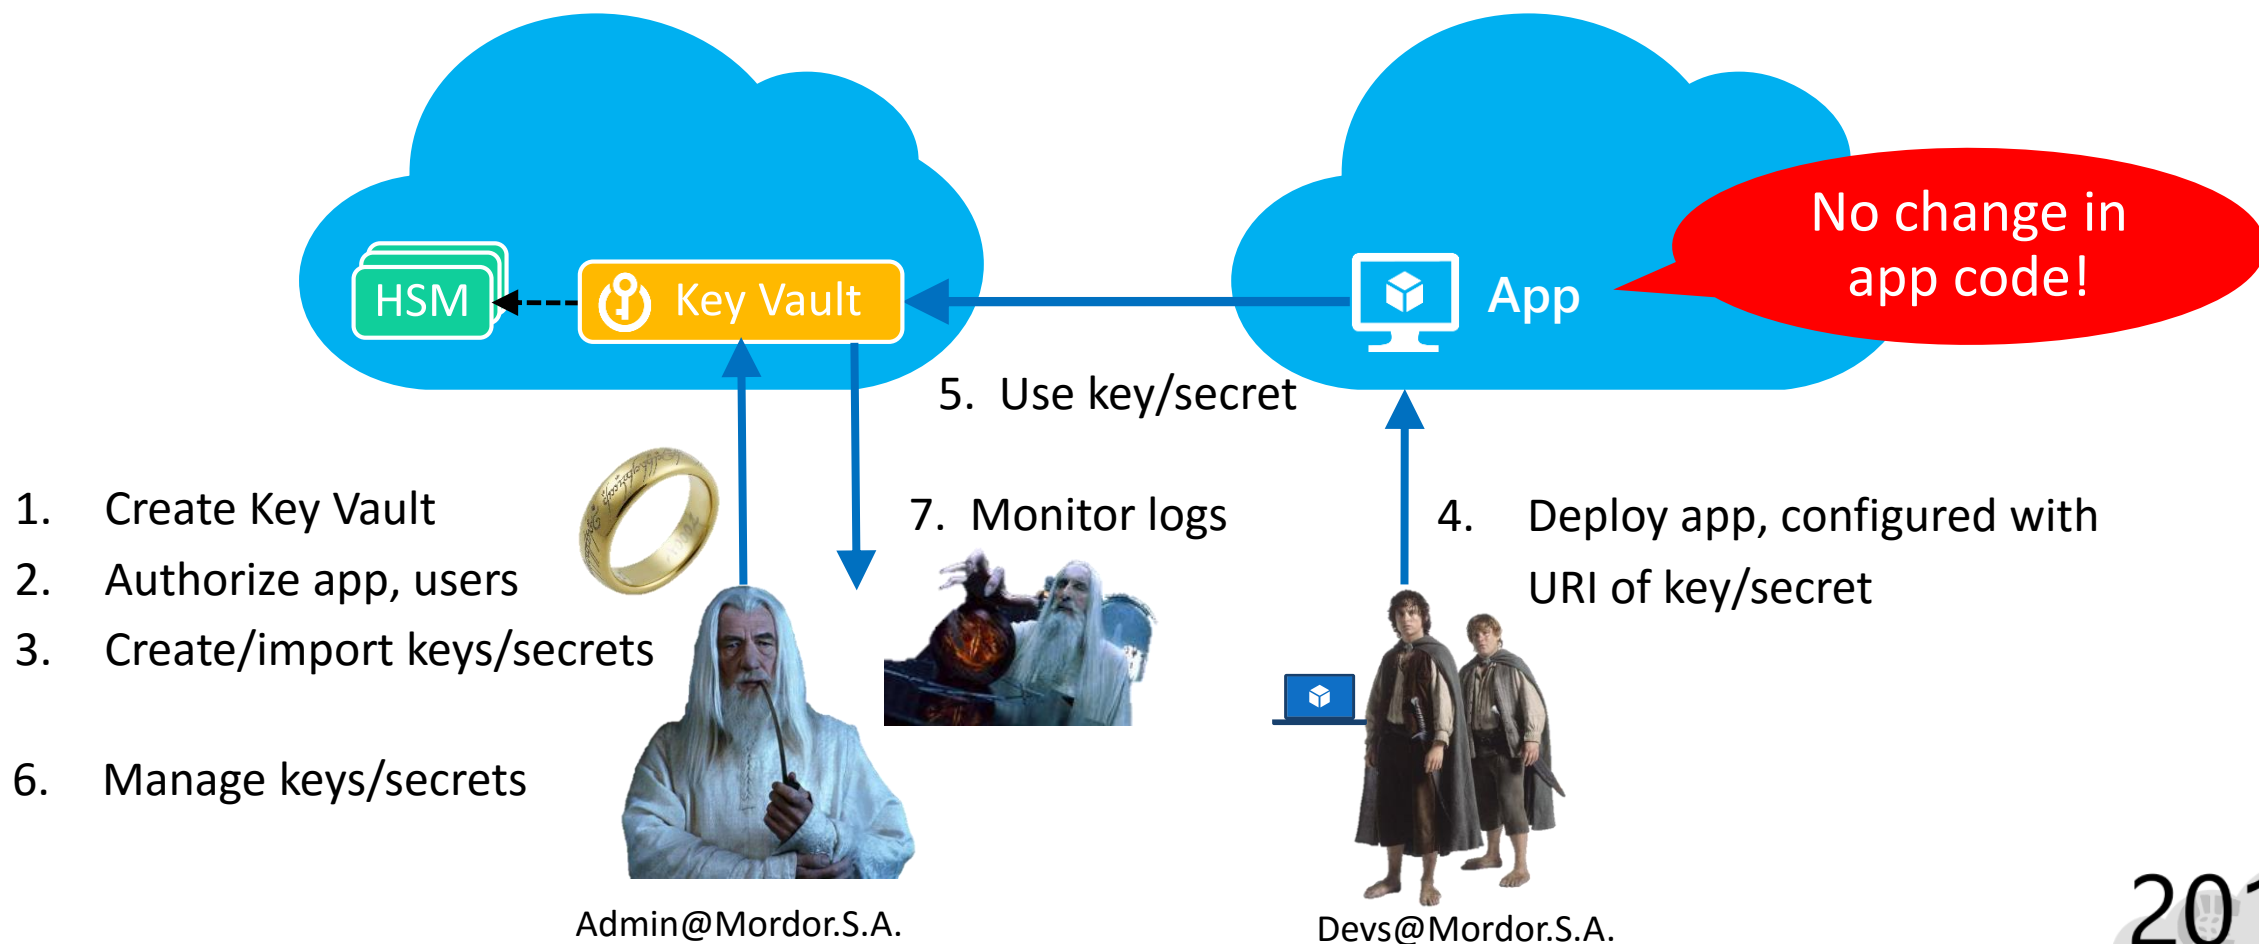 No change in
app code!
HSM
Key Vault
App
5. Use key/secret
1. Create Key Vault
2. Authorize app, users
3. Create/import keys/secrets
6. Manage keys/secrets
7. Monitor logs
4. Deploy app, configured with
URI of key/secret
Admin@Mordor.S.A.
Devs@Mordor.S.A.